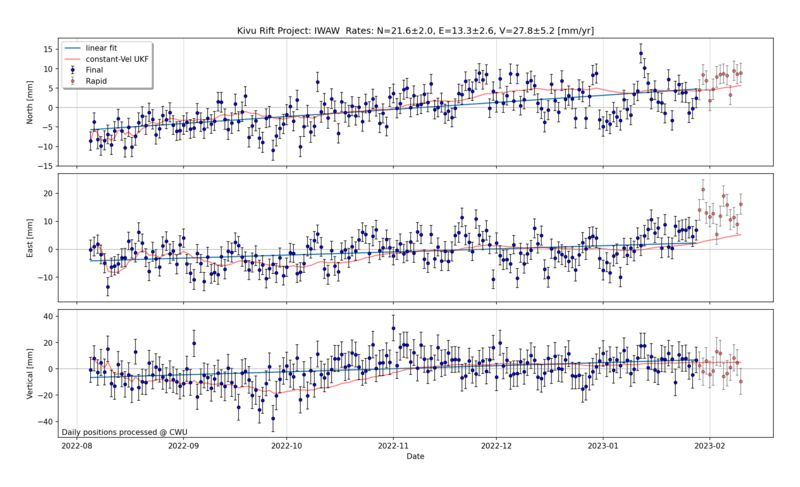 Kivu Rift Project: IWAW  Rates: N=21.6±2.0, E=13.3±2.6, V=27.8±5.2 [mm/yr]
linear fit
constant-Vel UKF
Final
Rapid
North [mm]
15
10
5
0
−5
−10
−15
East [mm]
20
10
0
−10
Vertical [mm]
40
20
0
−20
−40
Daily positions processed @ CWU
2022-08 2022-09 2022-10 2022-11 2022-12 2023-01 2023-02
Date